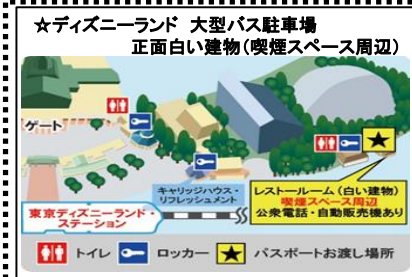 ☆ディズニーランド 大型バス駐車場
正面白い建物(喫煙スペース周辺)
ゲート
キャリッジハウス・
リフレッシュメント
東京ディズニーランド・
ステーション
レストルーム(白い建物)
喫煙スペース周辺
公衆電話・自動販売機あり
トイレ ロッカー パスポートお渡し場所